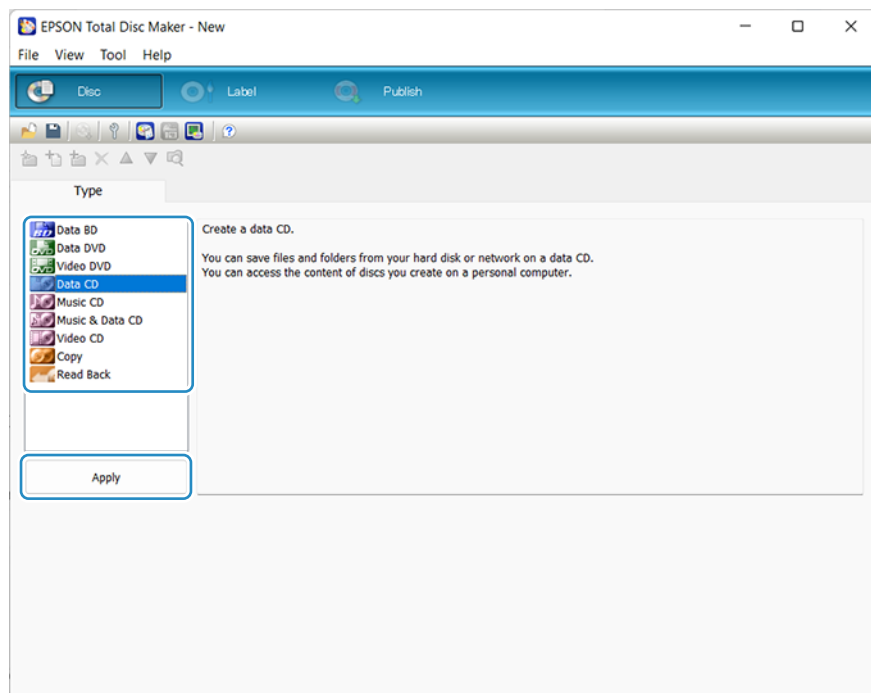 EPSON Total Disc Maker - New
File View Tool Help
Disc Label Publish
Type
Data BD
Data DVD
Video DVD
Data CD
Music CD
Music & Data CD
Video CD
Copy
Read Back
Apply
Create a data CD.
You can save files and folders from your hard disk or network on a data CD.
You can access the content of discs you create on a personal computer.